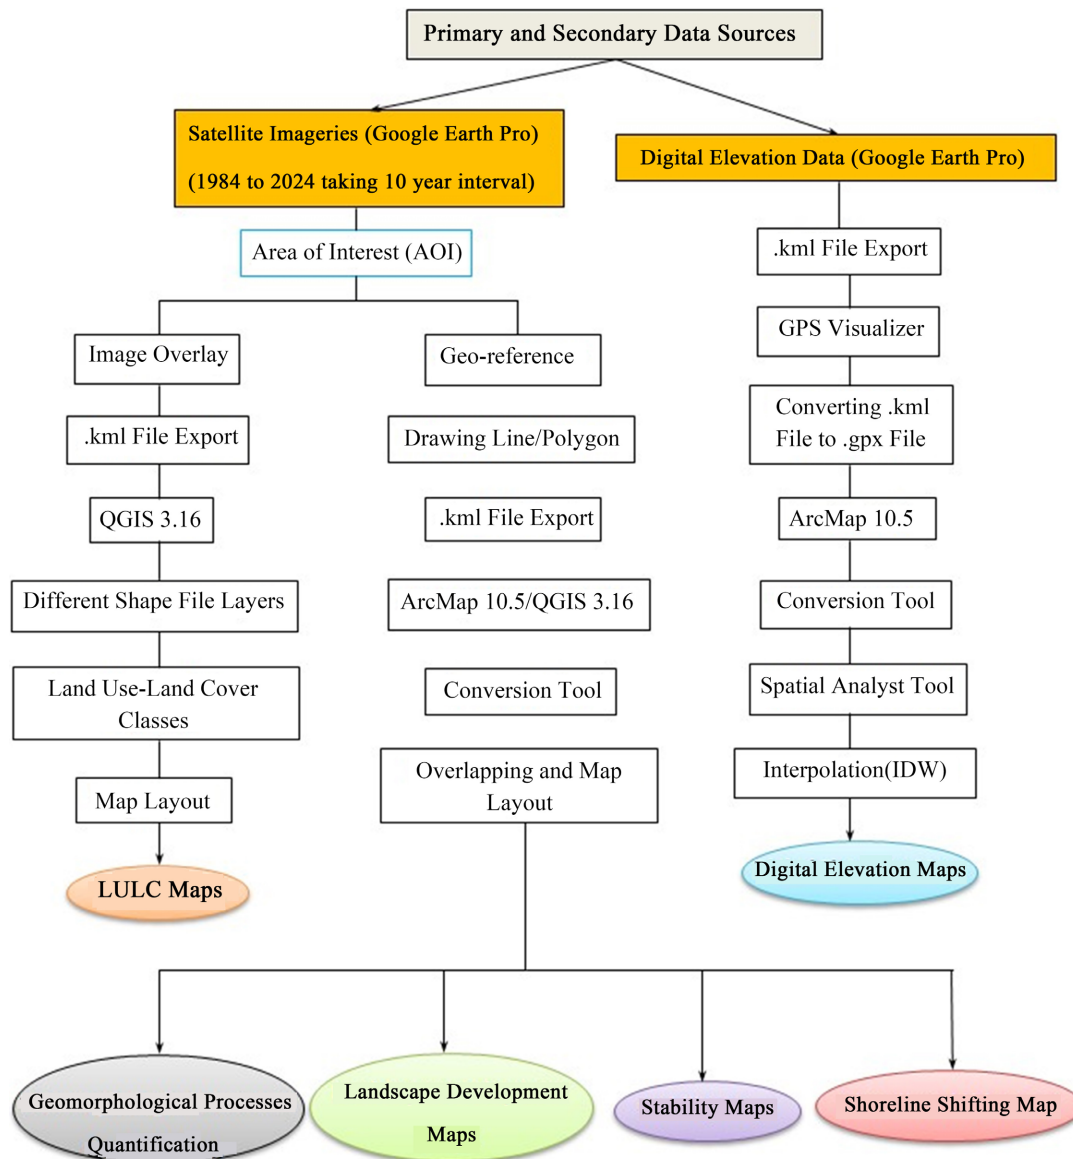 Primary and Secondary Data Sources
Satellite Imageries (Google Earth Pro)
(1984 to 2024 taking 10 year interval)
Digital Elevation Data (Google Earth Pro)
Area of Interest (AOI)
.kml File Export
Image Overlay
Geo-reference
GPS Visualizer
.kml File Export
Drawing Line/Polygon
Converting .kml
File to .gpx File
QGIS 3.16
.kml File Export
ArcMap 10.5
Different Shape File Layers
ArcMap 10.5/QGIS 3.16
Conversion Tool
Land Use-Land Cover
Classes
Conversion Tool
Spatial Analyst Tool
Map Layout
Overlapping and Map
Layout
Interpolation(IDW)
LULC Maps
Digital Elevation Maps
Geomorphological Processes
Quantification
Landscape Development
Maps
Stability Maps
Shoreline Shifting Map